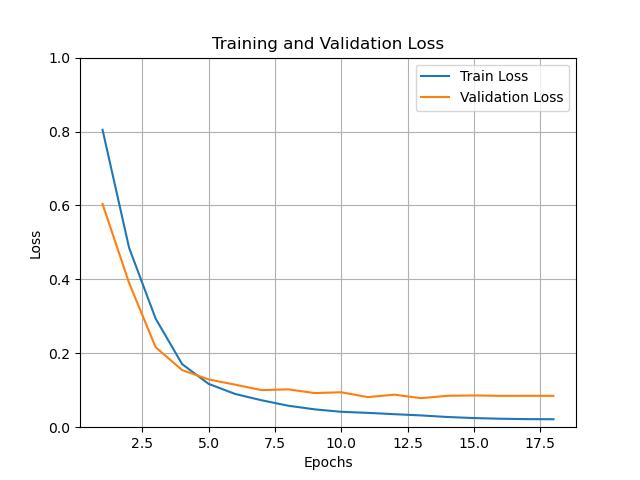 Training and Validation Loss
1.0
Train Loss
Validation Loss
0.8
0.6
Loss
0.4
0.2
0.0
2.5 5.0 7.5 10.0 12.5 15.0 17.5
Epochs